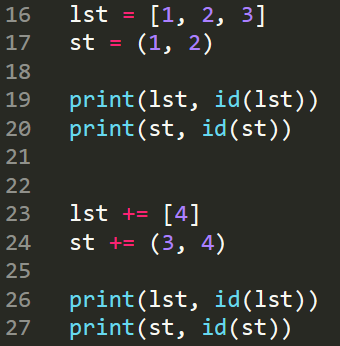 16 lst = [1, 2, 3]
17 st = (1, 2)
18
19 print(lst, id(lst))
20 print(st, id(st))
21
22
23 lst += [4]
24 st += (3, 4)
25
26 print(lst, id(lst))
27 print(st, id(st))